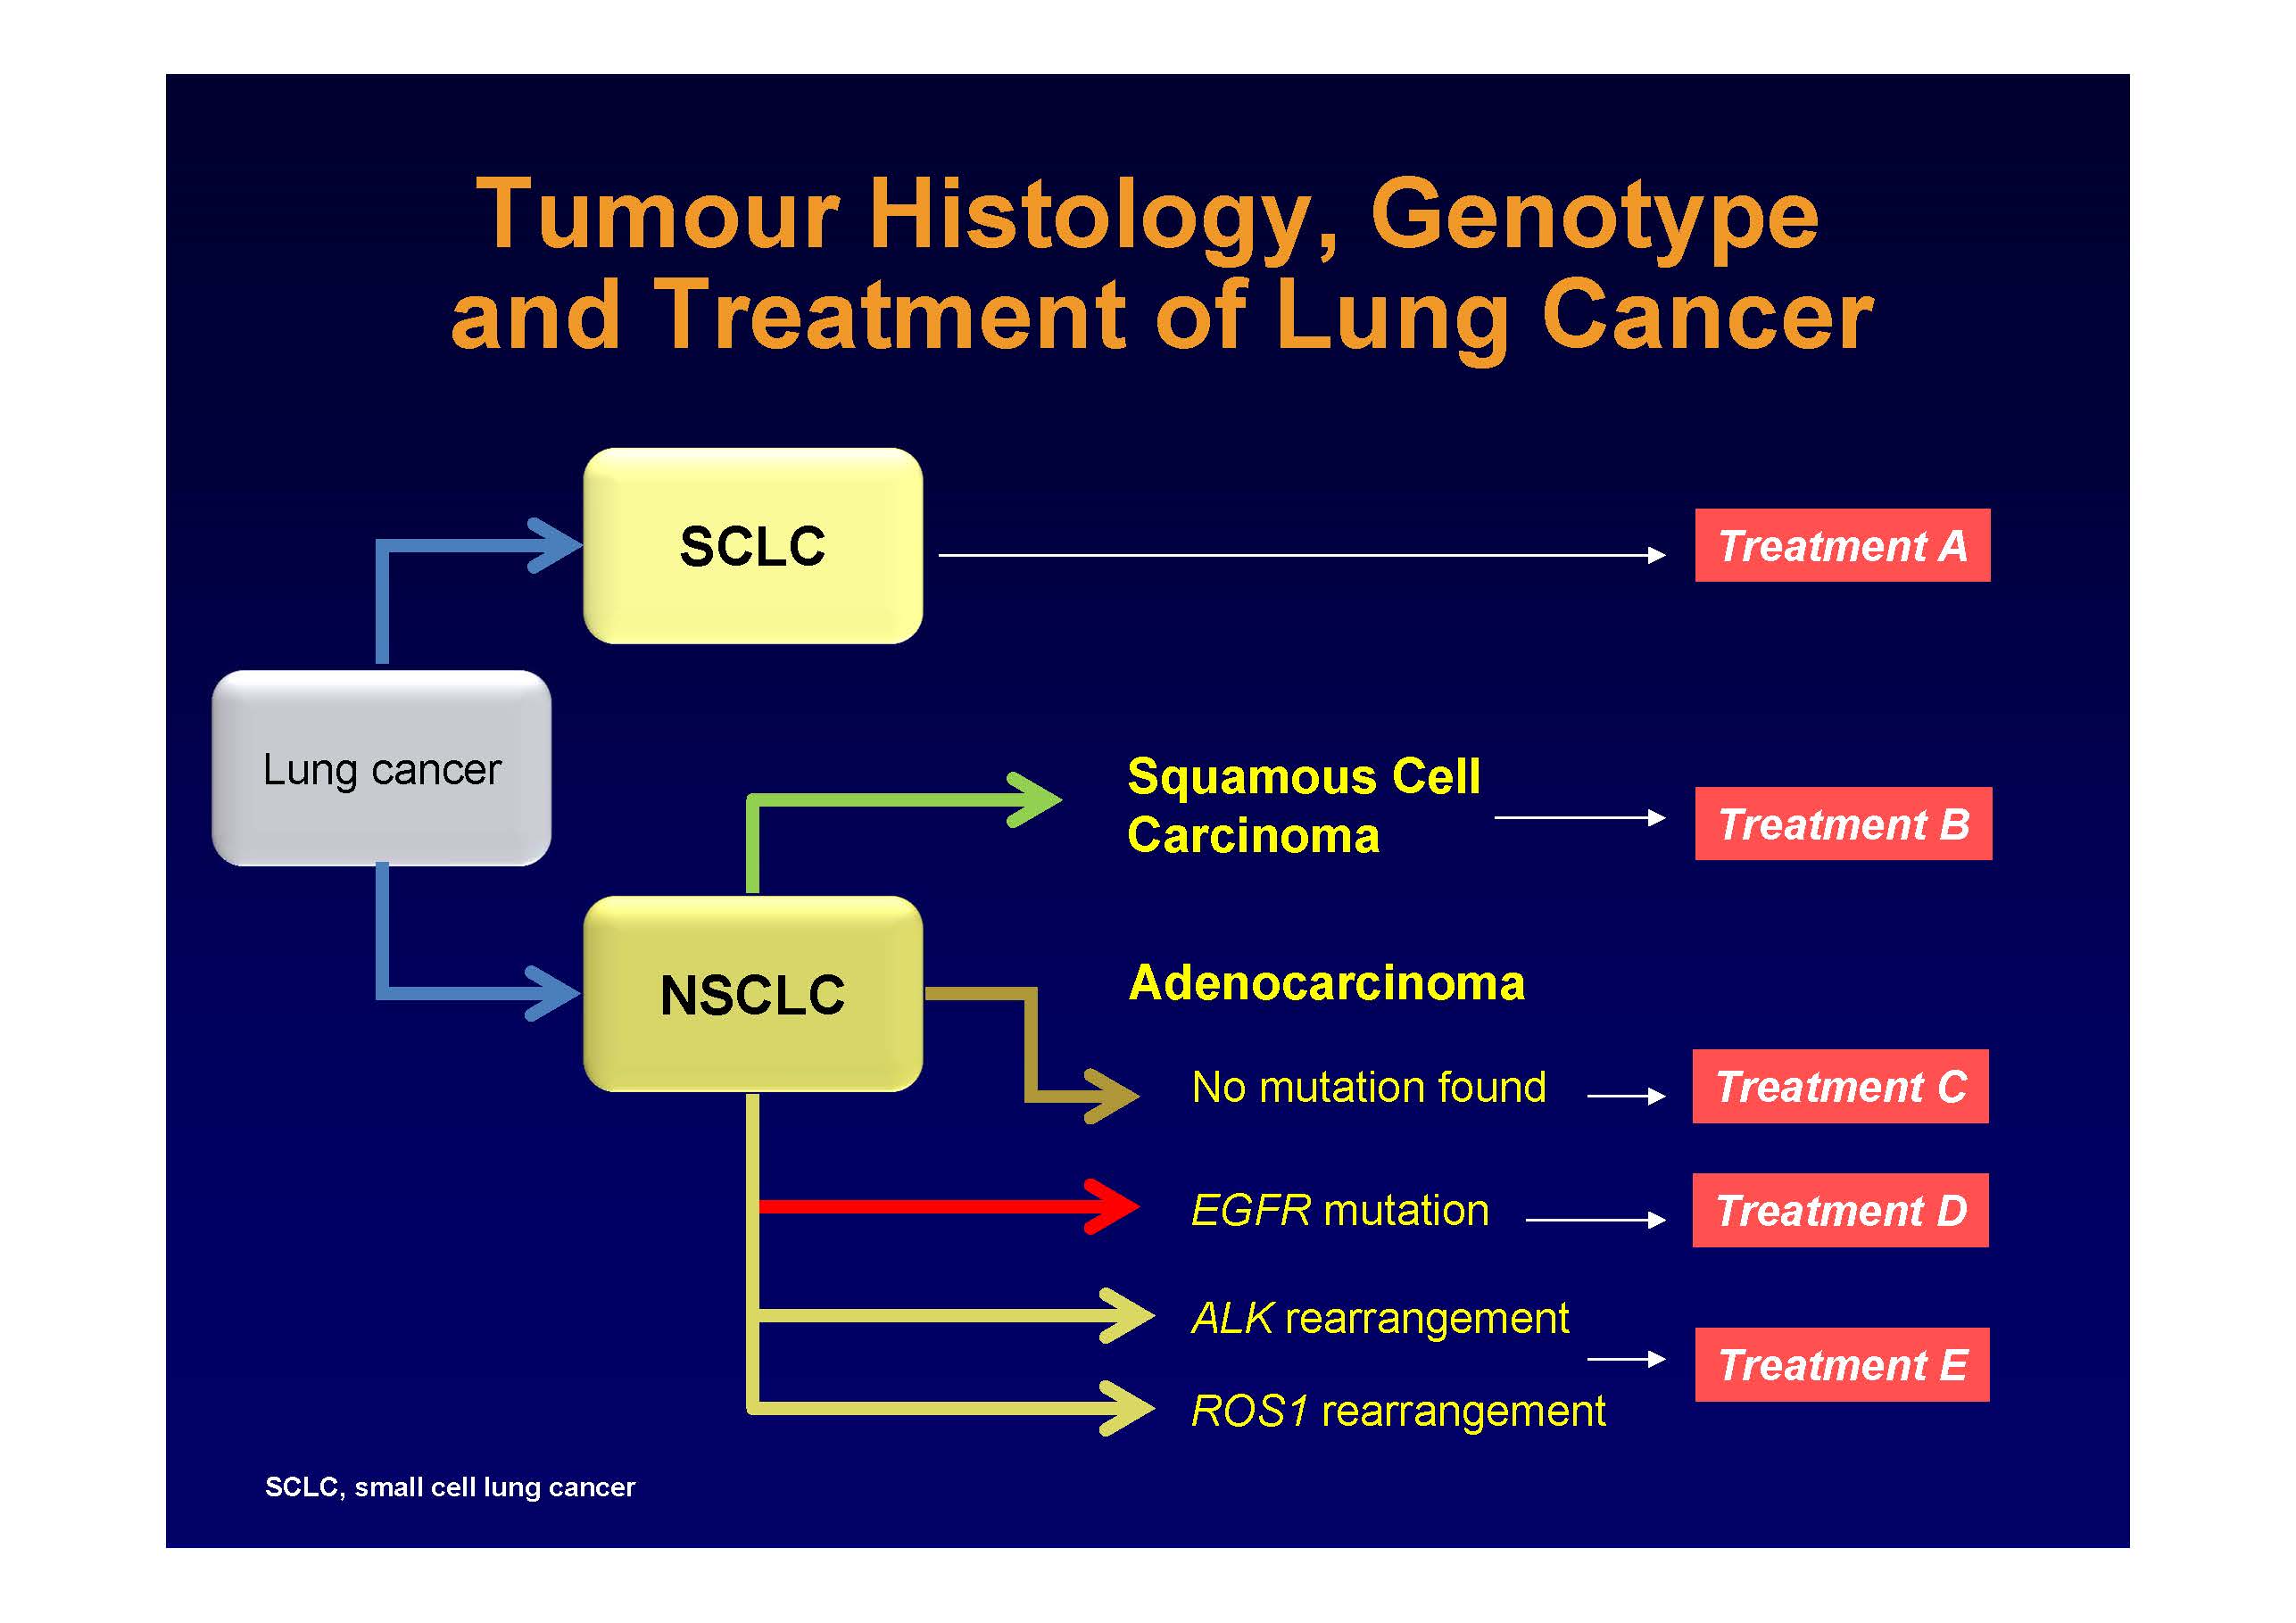 Tumour Histology, Genotype
and Treatment of Lung Cancer
SCLC
Treatment A
Lung cancer
Squamous Cell
Carcinoma
Treatment B
NSCLC
Adenocarcinoma
No mutation found
Treatment C
EGFR mutation
Treatment D
ALK rearrangement
Treatment E
ROS1 rearrangement
SCLC, small cell lung cancer